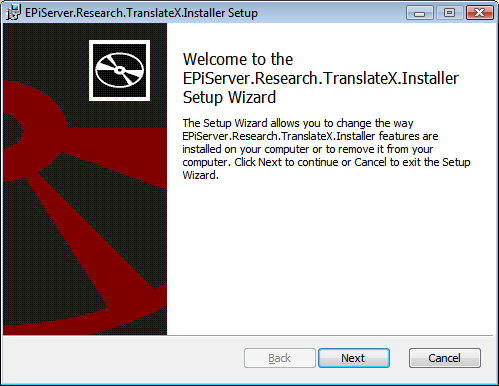 EPiServer.Research.TranslateX.Installer Setup
Welcome to the
EPiServer.Research.TranslateX.Installer
Setup Wizard
The Setup Wizard allows you to change the way
EPiServer.Research.TranslateX.Installer features are
installed on your computer or to remove it from your
computer. Click Next to continue or Cancel to exit the Setup
Wizard.
Back
Next
Cancel